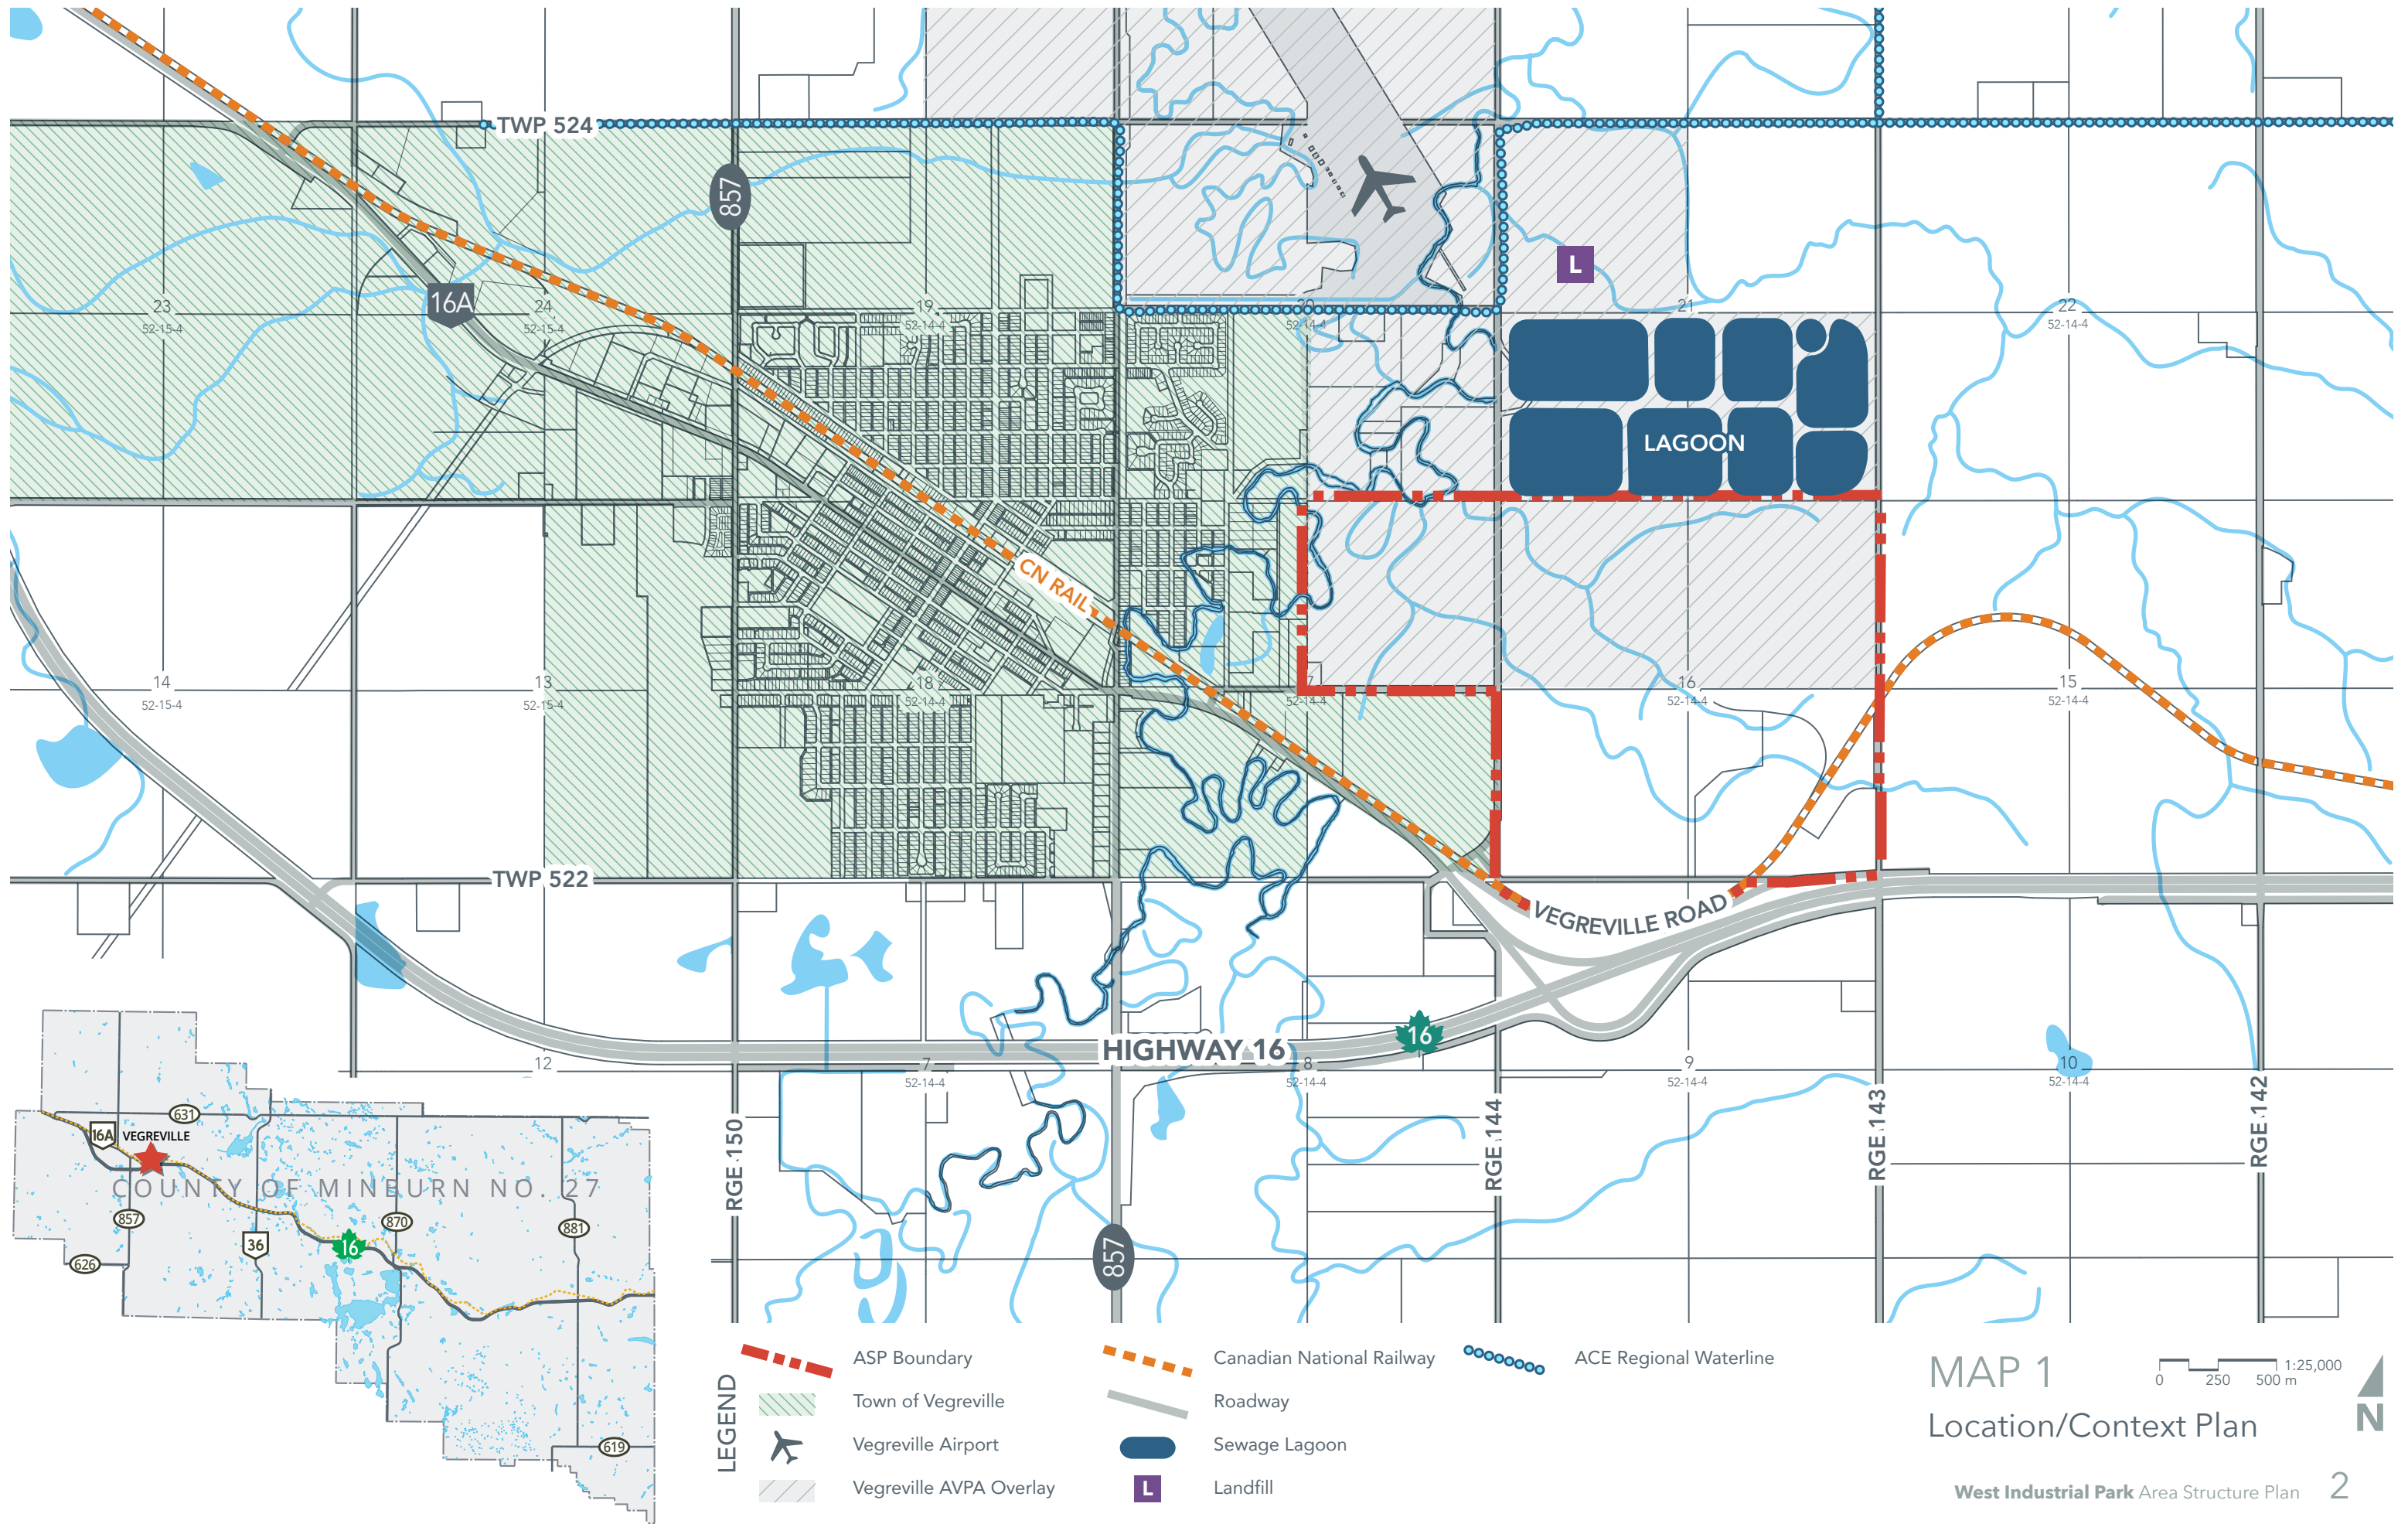 TWP 524
857
L
16A
23
52-15-4
24
52-15-4
19
52-14-4
20
52-14-4
21
22
52-14-4
LAGOON
CN RAIL
14
52-15-4
13
52-15-4
18
52-14-4
52-14-4
16
52-14-4
15
52-14-4
TWP 522
VEGREVILLE ROAD
16
HIGHWAY 16
12
7
52-14-4
8
52-14-4
9
52-14-4
10
52-14-4
RGE 150
857
RGE 144
RGE 143
RGE 142
631
16A
VEGREVILLE
COUNTY OF MINBURN NO. 27
857
870
881
36
16
626
619
LEGEND
ASP Boundary
Canadian National Railway
ACE Regional Waterline
Town of Vegreville
Roadway
Vegreville Airport
Sewage Lagoon
Vegreville AVPA Overlay
L
Landfill
MAP 1
1:25,000
0 250 500 m
N
Location/Context Plan
West Industrial Park Area Structure Plan 2